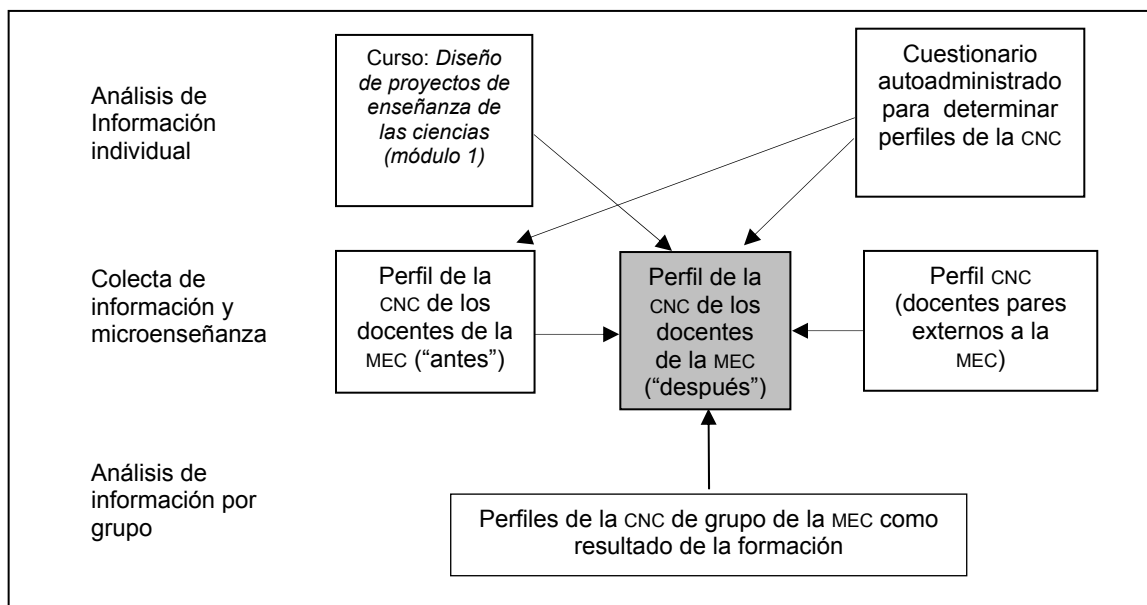 Análisis de
Información
individual
Curso: Diseño
de proyectos de
enseñanza de
las ciencias
(módulo 1)
Cuestionario
autoadministrado
para determinar
perfiles de la CNC
Colecta de
información y
microenseñanza
Perfil de la
CNC de los
docentes de la
MEC (“antes”)
Perfil de la
CNC de los
docentes
de la MEC
(“después”)
Perfil CNC
(docentes pares
externos a la
MEC)
Análisis de
información por
grupo
Perfiles de la CNC de grupo de la MEC como
resultado de la formación